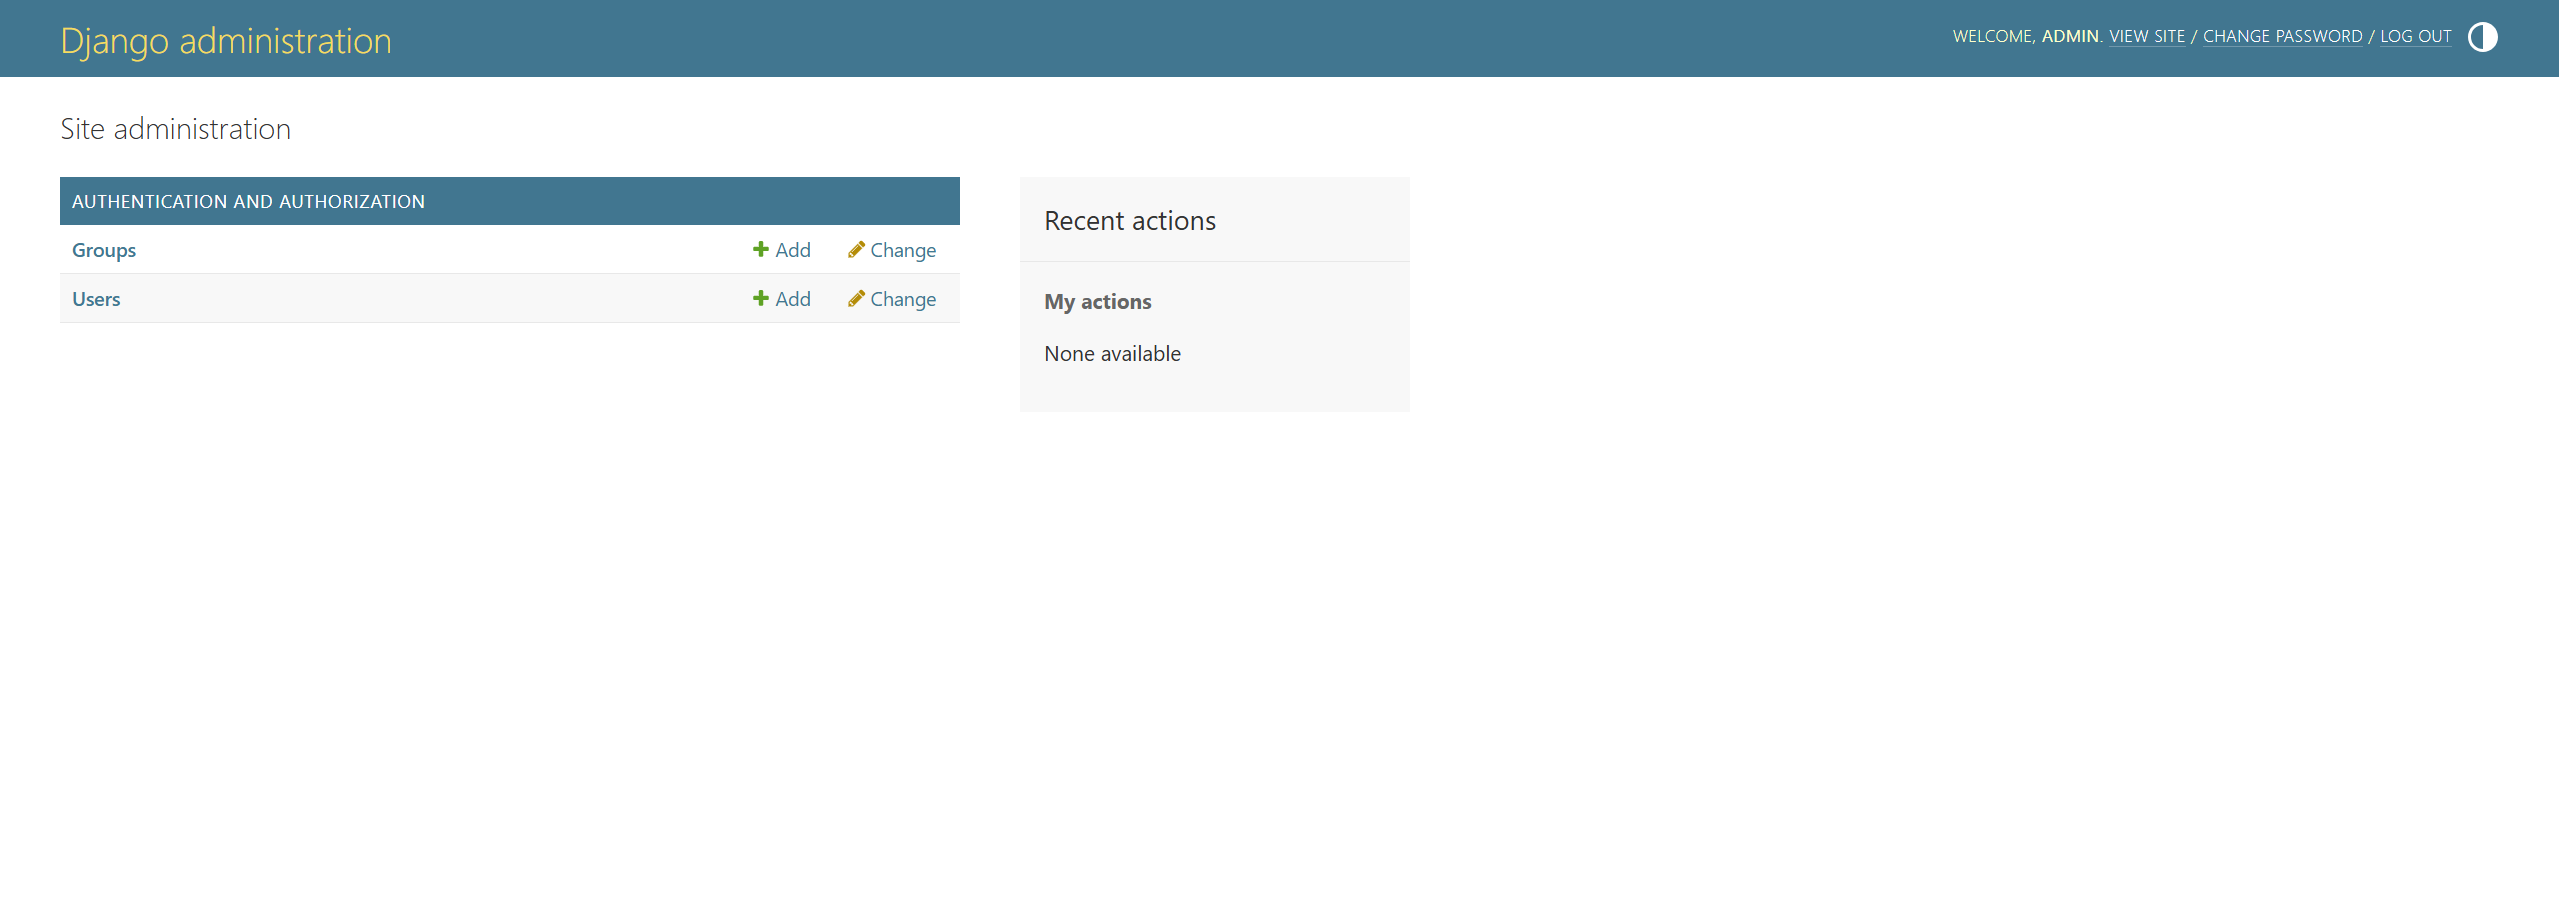 Django administration
WELCOME, ADMIN. VIEW SITE / CHANGE PASSWORD / LOG OUT
Site administration
AUTHENTICATION AND AUTHORIZATION
Groups Add Change
Users Add Change
Recent actions
My actions
None available